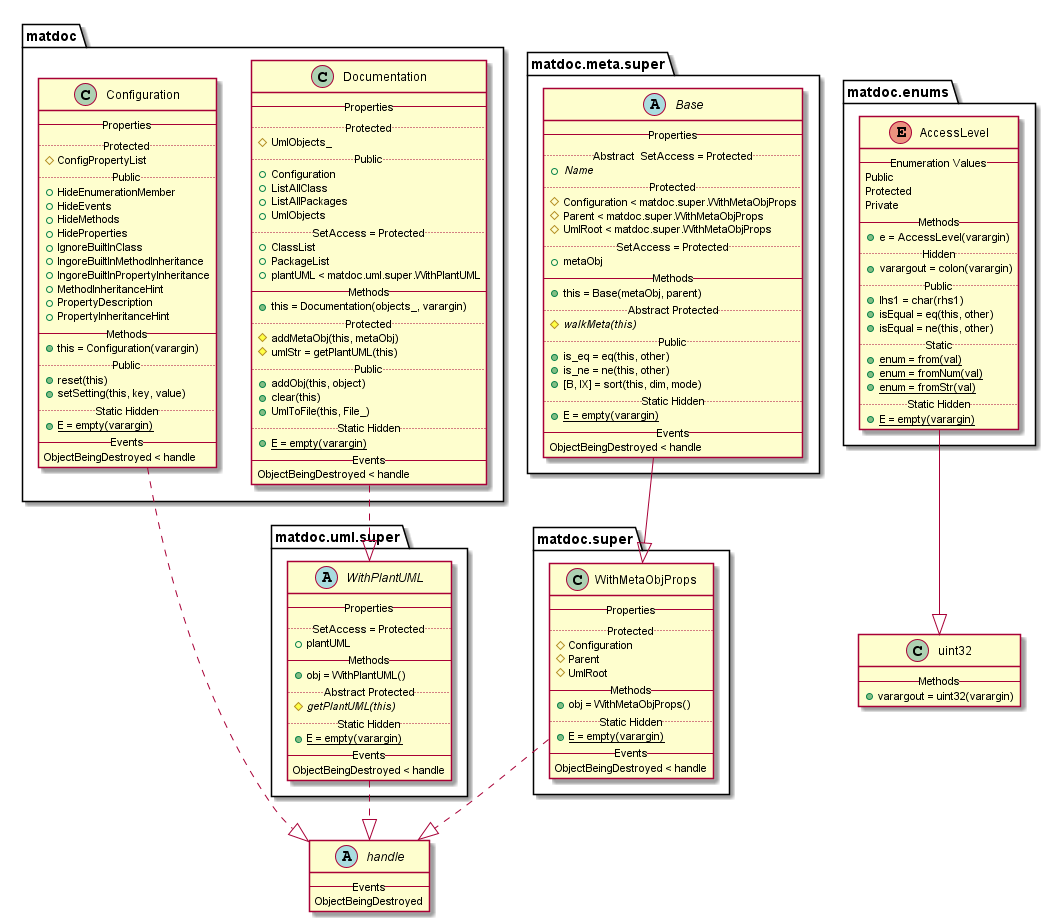 matdoc
C Configuration
Properties
Protected
ConfigPropertyList
Public
HideEnumerationMember
HideEvents
HideMethods
HideProperties
IgnoreBuiltInClass
IngoreBuiltInMethodInheritance
IngoreBuiltInPropertyInheritance
MethodInheritanceHint
PropertyDescription
PropertyInheritanceHint
Methods
this = Configuration(varargin)
Public
reset(this)
setSetting(this, key, value)
Static Hidden
E = empty(varargin)
Events
ObjectBeingDestroyed < handle
C Documentation
Properties
Protected
UmlObjects_
Public
Configuration
ListAllClass
ListAllPackages
UmlObjects
SetAccess = Protected
ClassList
PackageList
plantUML < matdoc.uml.super.WithPlantUML
Methods
this = Documentation(objects_, varargin)
Protected
addMetaObj(this, metaObj)
umlStr = getPlantUML(this)
Public
addObj(this, object)
clear(this)
UmlToFile(this, File_)
Static Hidden
E = empty(varargin)
Events
ObjectBeingDestroyed < handle
matdoc.meta.super
A Base
Properties
Abstract SetAccess = Protected
Name
Protected
Configuration < matdoc.super.WithMetaObjProps
Parent < matdoc.super.WithMetaObjProps
UmlRoot < matdoc.super.WithMetaObjProps
SetAccess = Protected
metaObj
Methods
this = Base(metaObj, parent)
Abstract Protected
walkMeta(this)
Public
is_eq = eq(this, other)
is_ne = ne(this, other)
[B, IX] = sort(this, dim, mode)
Static Hidden
E = empty(varargin)
Events
ObjectBeingDestroyed < handle
matdoc.enums
E AccessLevel
Enumeration Values
Public
Protected
Private
Methods
e = AccessLevel(varargin)
Hidden
varargout = colon(varargin)
Public
lhs1 = char(rhs1)
isEqual = eq(this, other)
isEqual = ne(this, other)
Static
enum = from(val)
enum = fromNum(val)
enum = fromStr(val)
Static Hidden
E = empty(varargin)
matdoc.uml.super
A WithPlantUML
Properties
SetAccess = Protected
plantUML
Methods
obj = WithPlantUML()
Abstract Protected
getPlantUML(this)
Static Hidden
E = empty(varargin)
Events
ObjectBeingDestroyed < handle
matdoc.super
C WithMetaObjProps
Properties
Protected
Configuration
Parent
UmlRoot
Methods
obj = WithMetaObjProps()
Static Hidden
E = empty(varargin)
Events
ObjectBeingDestroyed < handle
C uint32
Methods
varargout = uint32(varargin)
A handle
Events
ObjectBeingDestroyed